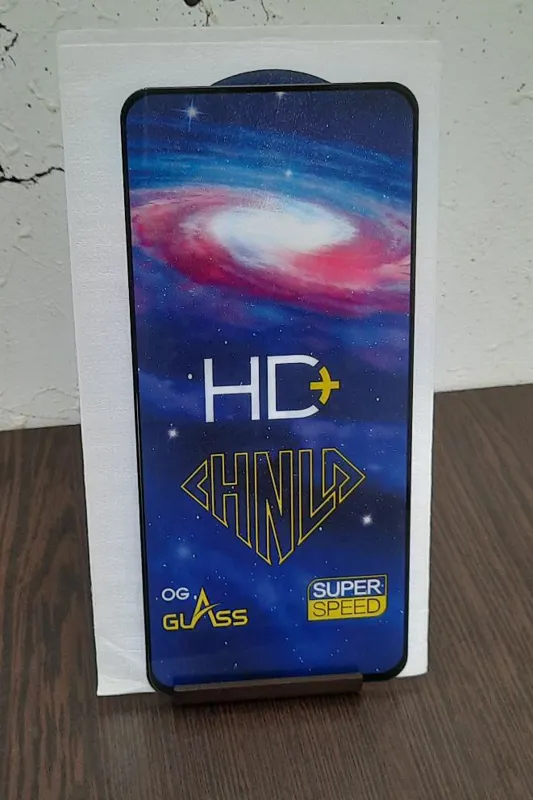 HD+
HNL
OG
GLASS
SUPER
SPEED